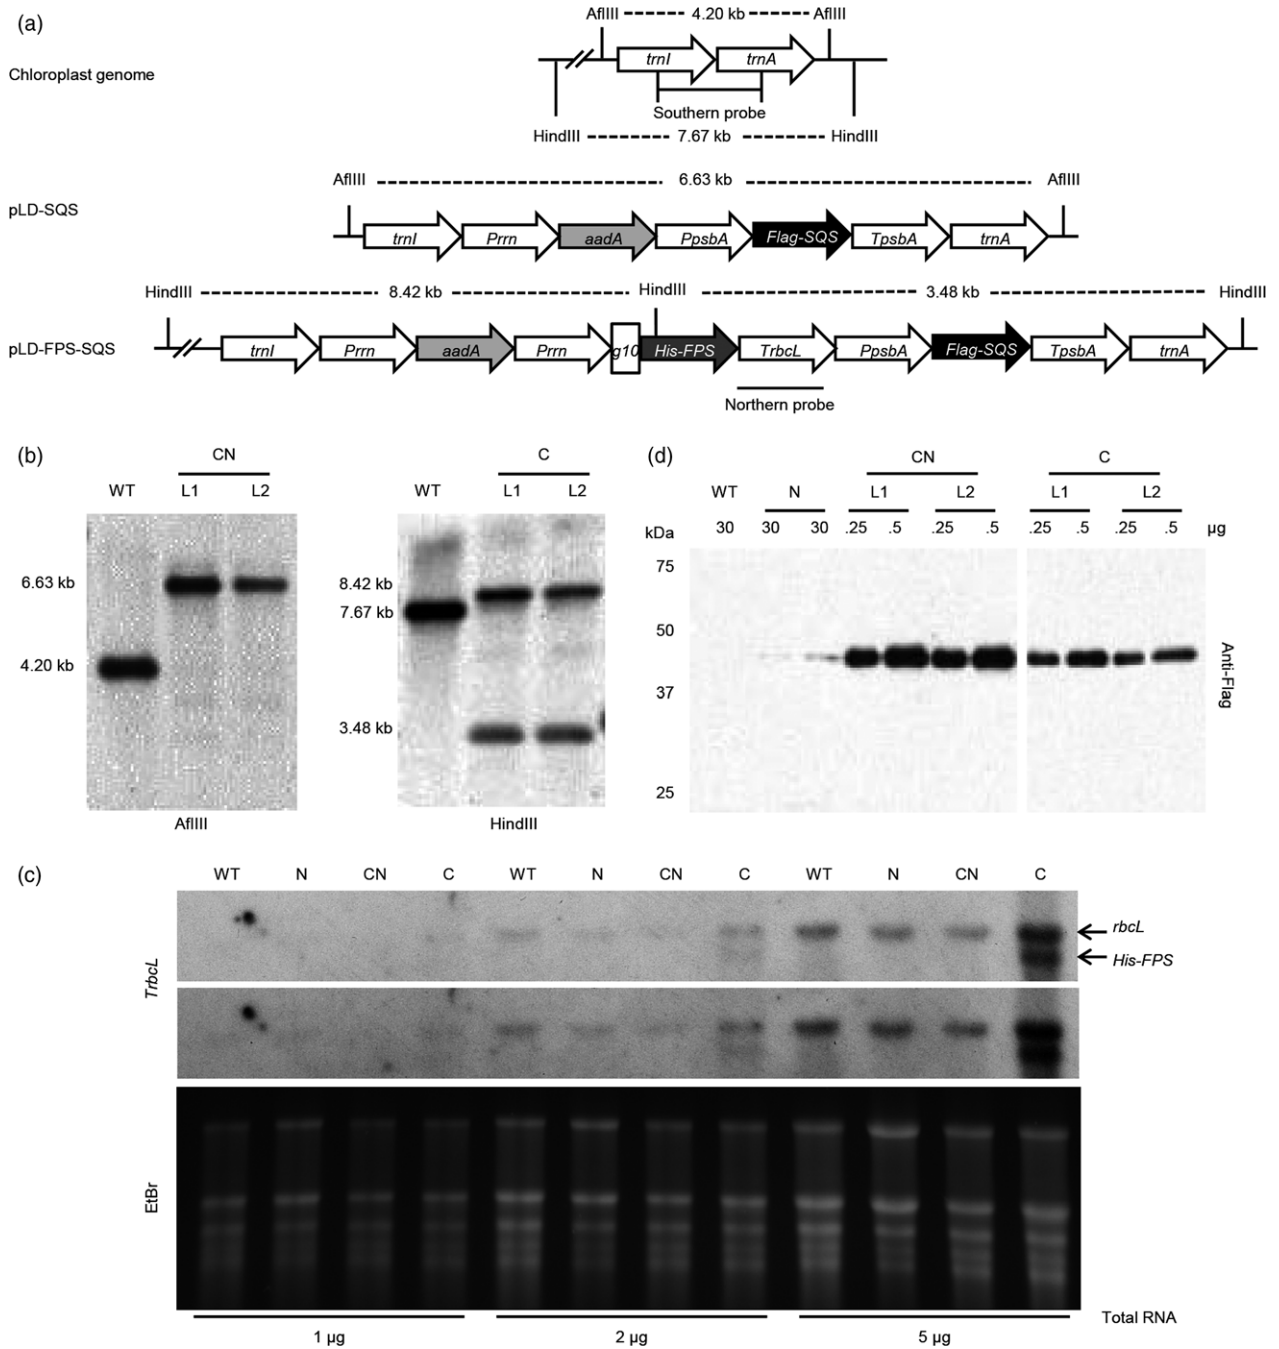 (a)
AflIII 4.20 kb AflIII
Chloroplast genome
trnI trnA
Southern probe
HindIII 7.67 kb HindIII
AflIII 6.63 kb AflIII
pLD-SQS
trnI Prrn aadA PpsbA Flag-SQS TpsbA trnA
HindIII 8.42 kb HindIII 3.48 kb HindIII
pLD-FPS-SQS
trnI Prrn aadA Prrn g10 His-FPS TrbcL PpsbA Flag-SQS TpsbA trnA
Northern probe
(b)
CN
WT L1 L2
6.63 kb
4.20 kb
AflIII
C
WT L1 L2
8.42 kb
7.67 kb
3.48 kb
HindIII
(d)
CN C
WT N L1 L2 L1 L2
kDa 30 30 30 .25 .5 .25 .5 .25 .5 .25 .5 µg
75
50
37
25
Anti-Flag
(c)
WT N CN C WT N CN C WT N CN C
TrbcL
rbcL
His-FPS
EtBr
Total RNA
1 µg 2 µg 5 µg